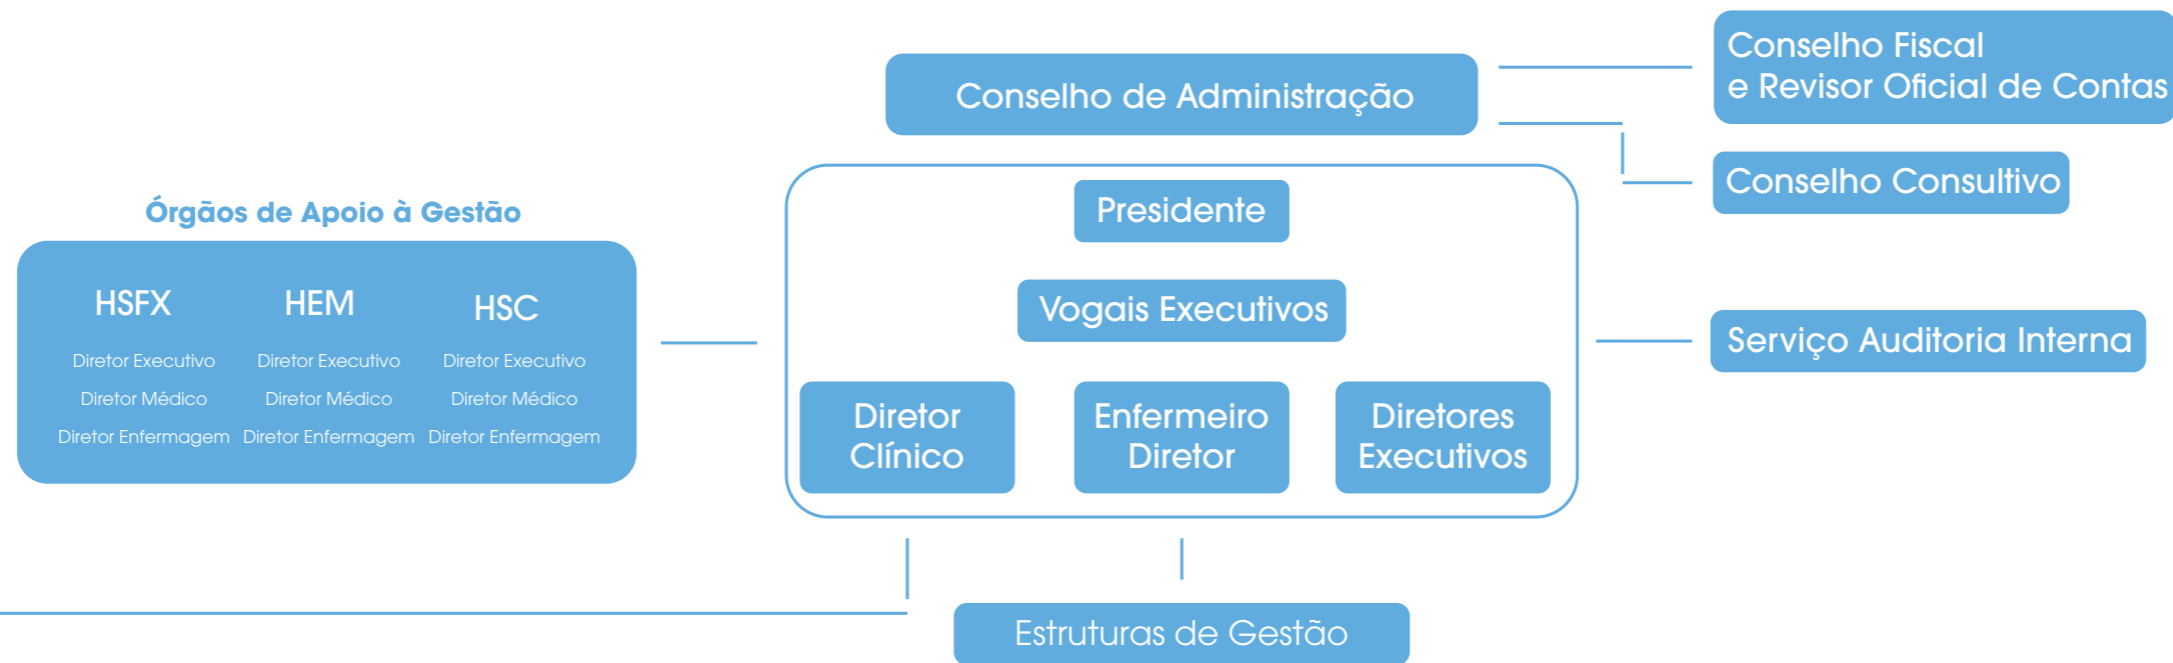 Conselho Fiscal
e Revisor Oficial de Contas
Conselho de Administração
Conselho Consultivo
Órgãos de Apoio à Gestão
HSFX
HEM
HSC
Diretor Executivo
Diretor Executivo
Diretor Executivo
Diretor Médico
Diretor Médico
Diretor Médico
Diretor Enfermagem
Diretor Enfermagem
Diretor Enfermagem
Presidente
Vogais Executivos
Diretor
Clínico
Enfermeiro
Diretor
Diretores
Executivos
Serviço Auditoria Interna
Estruturas de Gestão